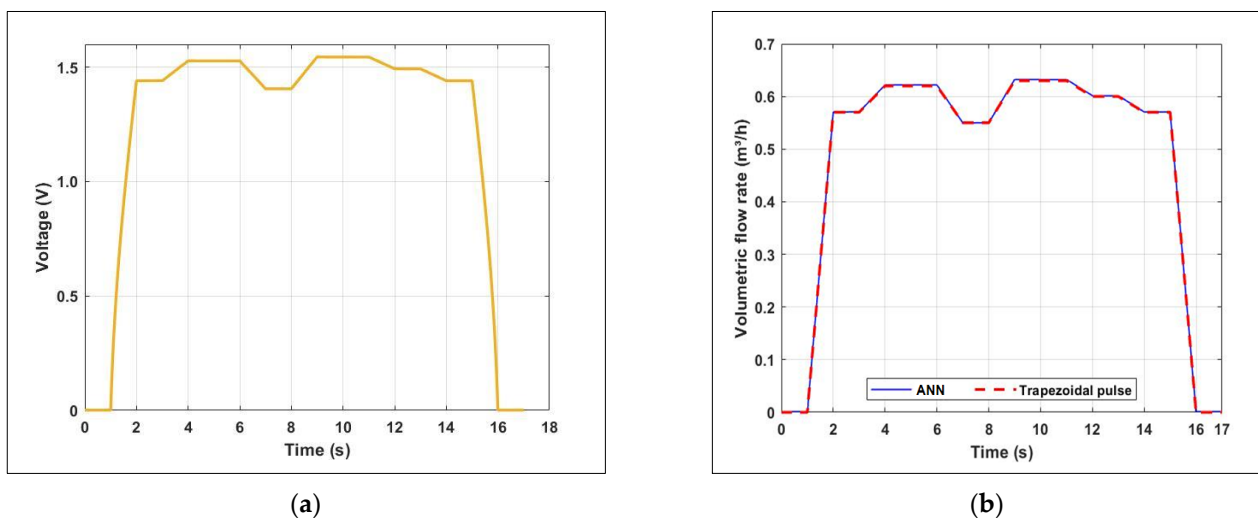 Voltage (V)
1.5
1.0
0.5
0
0 2 4 6 8 10 12 14 16 18
Time (s)
(a)
Volumetric flow rate (m³/h)
0.7
0.6
0.5
0.4
0.3
0.2
0.1
0
ANN Trapezoidal pulse
0 2 4 6 8 10 12 14 16 17
Time (s)
(b)